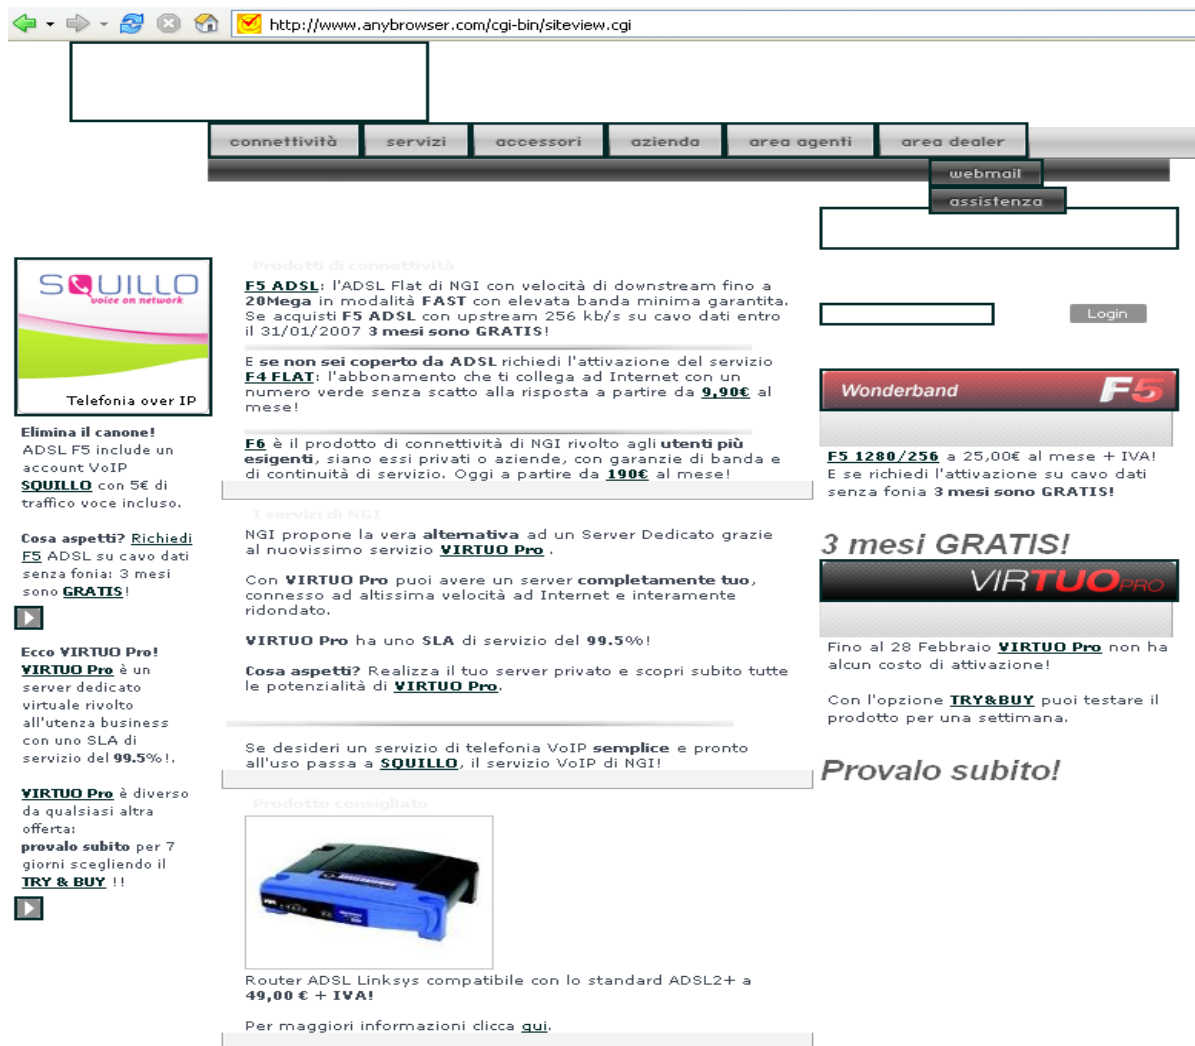 http://www.anybrowser.com/cgi-bin/siteview.cgi
connettività servizi accessori azienda area agenti area dealer
webmail
assistenza
SQUILLO
voice on network
Telefonia over IP
Elimina il canone!
ADSL F5 include un
account VoIP
SQUILLO con 5€ di
traffico voce incluso.
Cosa aspetti? Richiedi
F5 ADSL su cavo dati
senza fonia: 3 mesi
sono GRATIS!
Ecco VIRTUO Pro!
VIRTUO Pro è un
server dedicato
virtuale rivolto
all'utenza business
con uno SLA di
servizio del 99.5%!.
VIRTUO Pro è diverso
da qualsiasi altra
offerta:
provalo subito per 7
giorni scegliendo il
TRY & BUY !!
Prodotti di connettività
F5 ADSL: l'ADSL Flat di NGI con velocità di downstream fino a
20Mega in modalità FAST con elevata banda minima garantita.
Se acquisti F5 ADSL con upstream 256 kb/s su cavo dati entro
il 31/01/2007 3 mesi sono GRATIS!
E se non sei coperto da ADSL richiedi l'attivazione del servizio
F4 FLAT: l'abbonamento che ti collega ad Internet con un
numero verde senza scatto alla risposta a partire da 9,90€ al
mese!
F6 è il prodotto di connettività di NGI rivolto agli utenti più
esigenti, siano essi privati o aziende, con garanzie di banda e
di continuità di servizio. Oggi a partire da 190€ al mese!
I servizi di NGI
NGI propone la vera alternativa ad un Server Dedicato grazie
al nuovissimo servizio VIRTUO Pro .
Con VIRTUO Pro puoi avere un server completamente tuo,
connesso ad altissima velocità ad Internet e interamente
ridondato.
VIRTUO Pro ha uno SLA di servizio del 99.5%!
Cosa aspetti? Realizza il tuo server privato e scopri subito tutte
le potenzialità di VIRTUO Pro.
Se desideri un servizio di telefonia VoIP semplice e pronto
all'uso passa a SQUILLO, il servizio VoIP di NGI!
Prodotto consigliato
Router ADSL Linksys compatibile con lo standard ADSL2+ a
49,00 € + IVA!
Per maggiori informazioni clicca qui.
Login
Wonderband F5
F5 1280/256 a 25,00€ al mese + IVA!
E se richiedi l'attivazione su cavo dati
senza fonia 3 mesi sono GRATIS!
3 mesi GRATIS!
VIRTUO PRO
Fino al 28 Febbraio VIRTUO Pro non ha
alcun costo di attivazione!
Con l'opzione TRY&BUY puoi testare il
prodotto per una settimana.
Provalo subito!